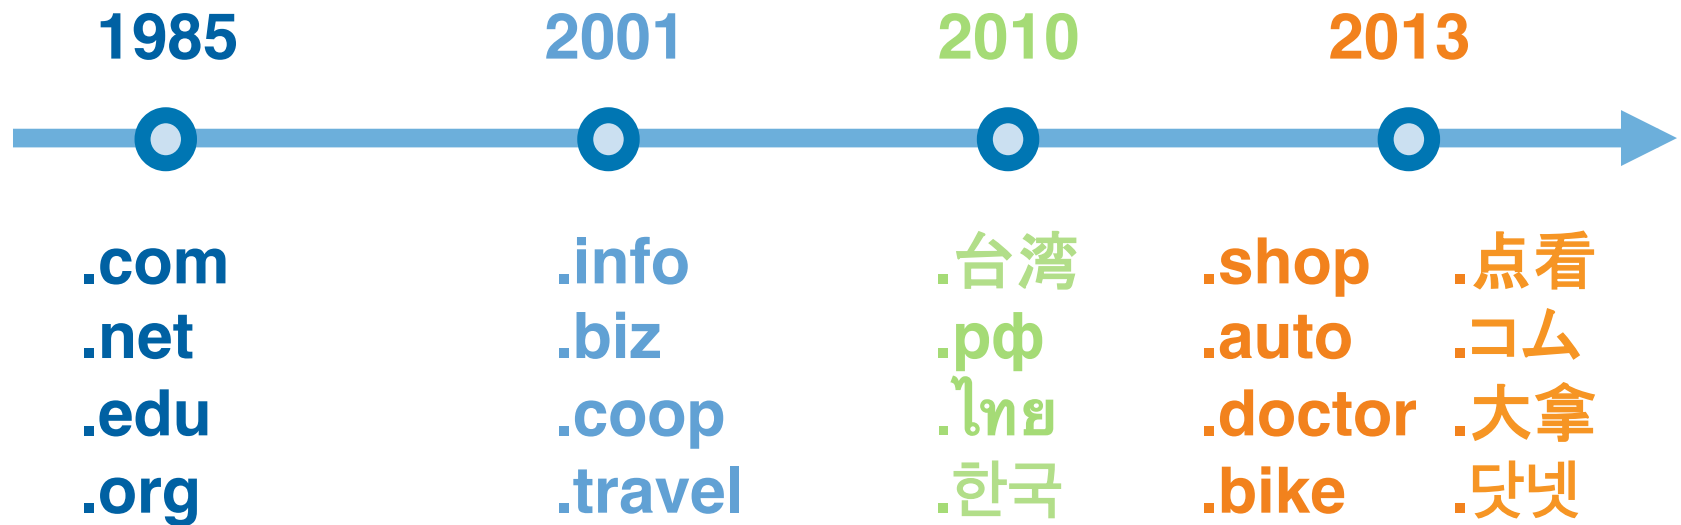 1985 2001 2010 2013
.com .info .台湾 .shop .点看
.net .biz .рф .auto .コム
.edu .coop .ไทย .doctor .大拿
.org .travel .한국 .bike .닷넷